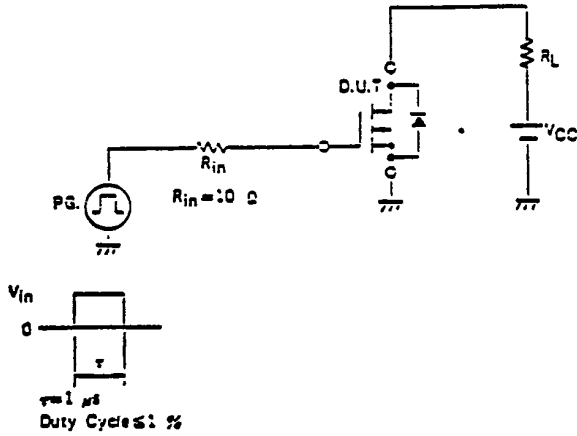 D.U.T
RL
VCC
Rin
Rin=10 Ω
PG.
Vin
0
τ
τ=1 μs
Duty Cycle≦1 %